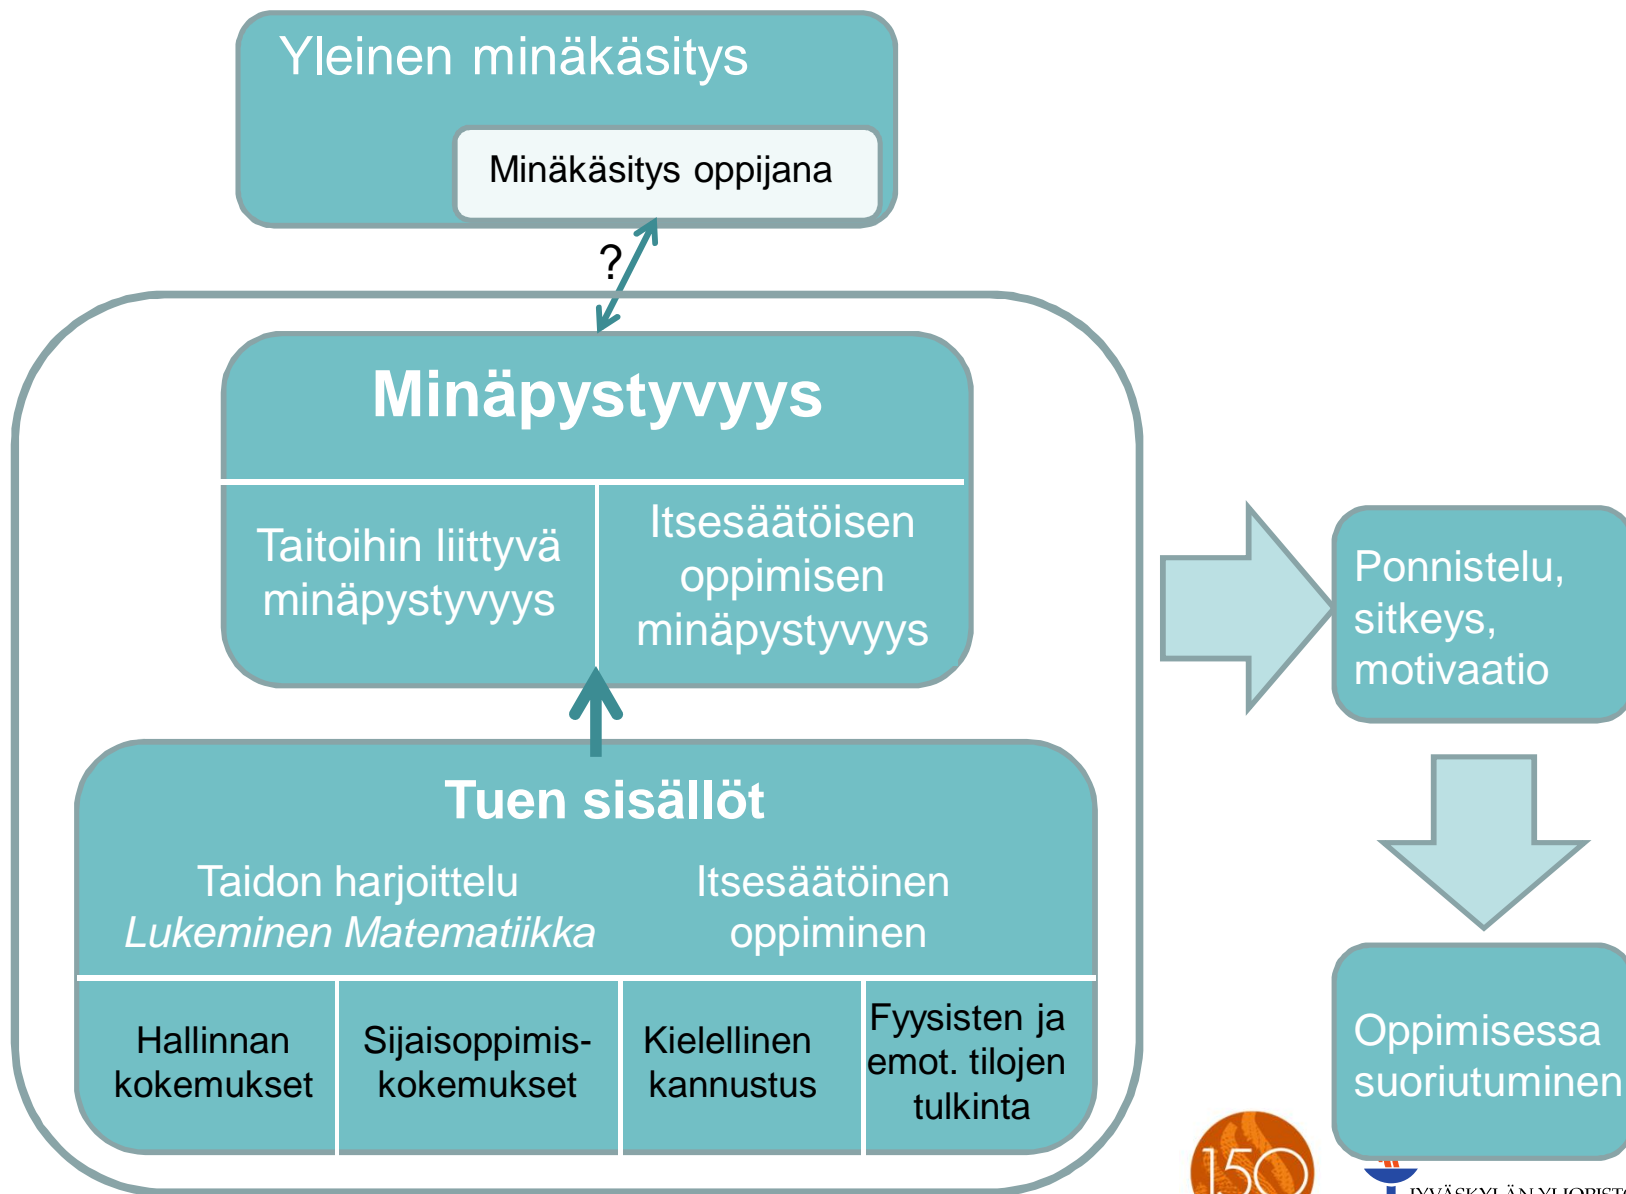 Yleinen minäkäsitys
Minäkäsitys oppijana
?
Minäpystyvyys
Taitoihin liittyvä
minäpystyvyys
Itsesäätöisen
oppimisen
minäpystyvyys
Tuen sisällöt
Taidon harjoittelu
Lukeminen Matematiikka
Itsesäätöinen
oppiminen
Hallinnan
kokemukset
Sijaisoppimis-
kokemukset
Kielellinen
kannustus
Fyysisten ja
emot. tilojen
tulkinta
Ponnistelu,
sitkeys,
motivaatio
Oppimisessa
suoriutuminen
150
JYVÄSKYLÄN